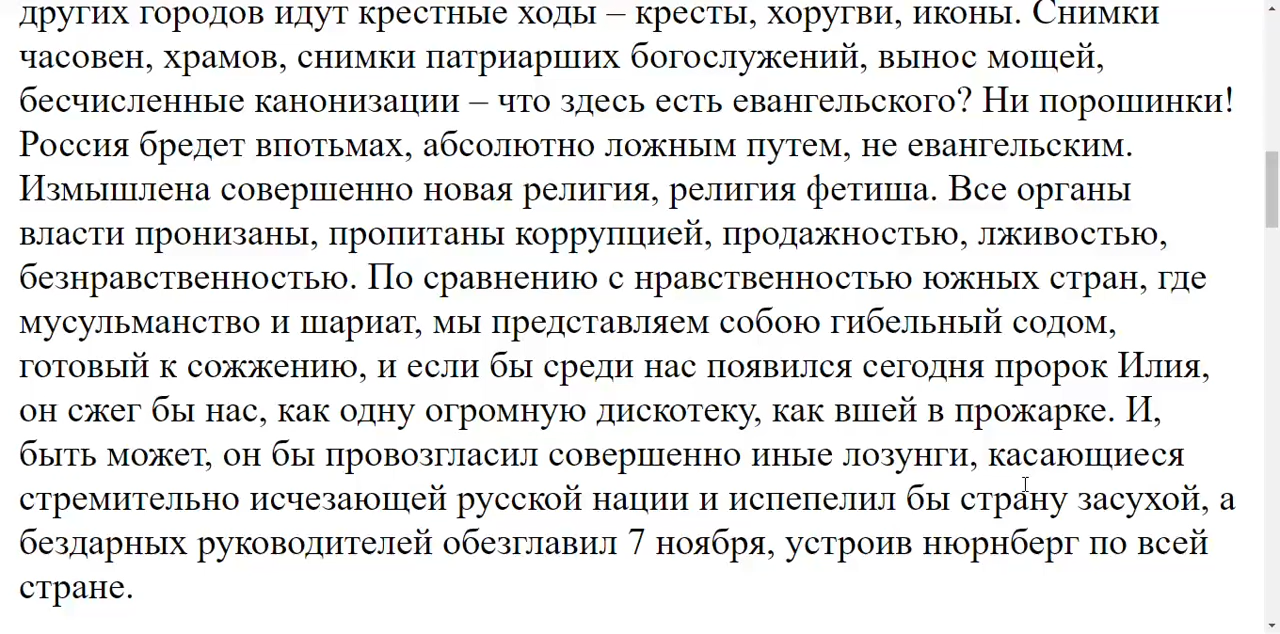 других городов идут крестные ходы – кресты, хоругви, иконы. Снимки
часовен, храмов, снимки патриарших богослужений, вынос мощей,
бесчисленные канонизации – что здесь есть евангельского? Ни порошинки!
Россия бредет впотьмах, абсолютно ложным путем, не евангельским.
Измышлена совершенно новая религия, религия фетиша. Все органы
власти пронизаны, пропитаны коррупцией, продажностью, лживостью,
безнравственностью. По сравнению с нравственностью южных стран, где
мусульманство и шариат, мы представляем собою гибельный содом,
готовый к сожжению, и если бы среди нас появился сегодня пророк Илия,
он сжег бы нас, как одну огромную дискотеку, как вшей в прожарке. И,
быть может, он бы провозгласил совершенно иные лозунги, касающиеся
стремительно исчезающей русской нации и испепелил бы страну засухой, а
бездарных руководителей обезглавил 7 ноября, устроив нюрнберг по всей
стране.